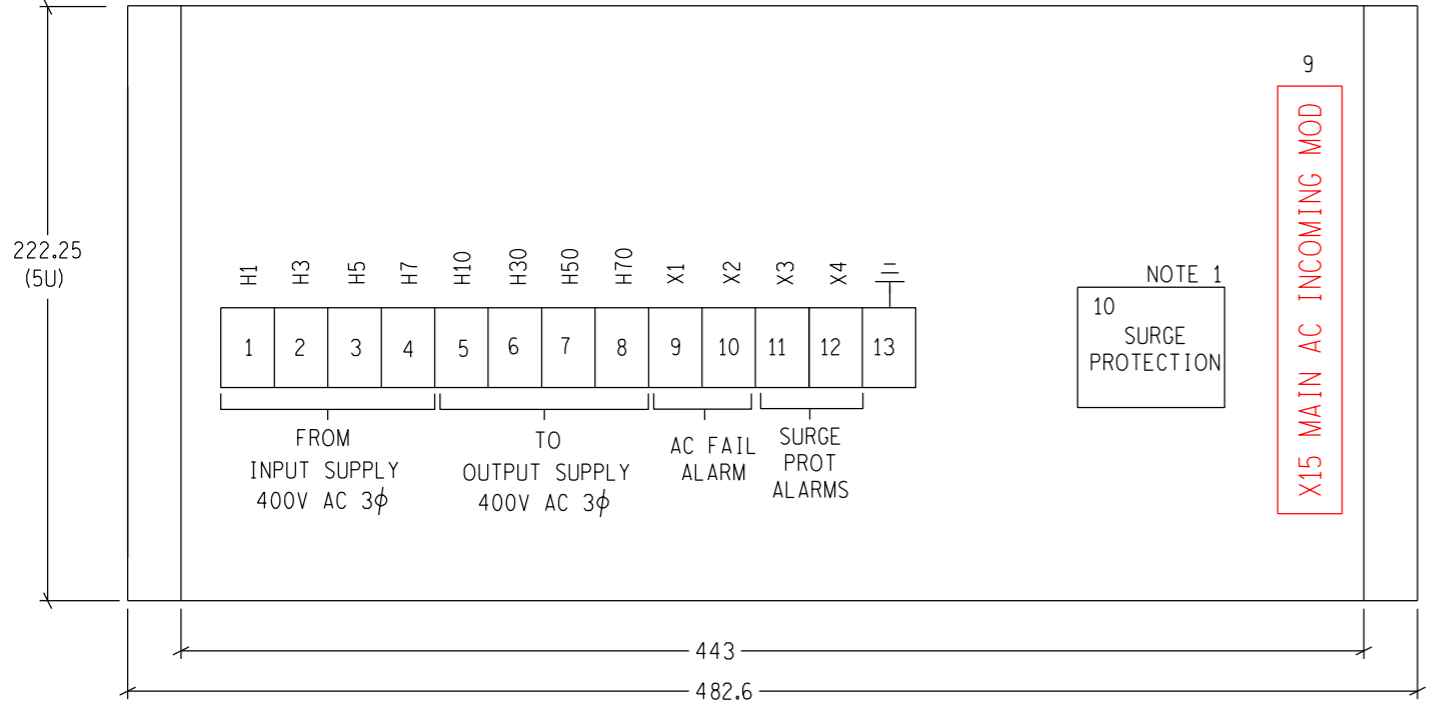 9
X15 MAIN AC INCOMING MOD
222.25
(5U)
H1 H3 H5 H7 H10 H30 H50 H70 X1 X2 X3 X4
NOTE 1
1 2 3 4 5 6 7 8 9 10 11 12 13
10
SURGE
PROTECTION
FROM
INPUT SUPPLY
400V AC 3ϕ
TO
OUTPUT SUPPLY
400V AC 3ϕ
AC FAIL
ALARM
SURGE
PROT
ALARMS
443
482.6